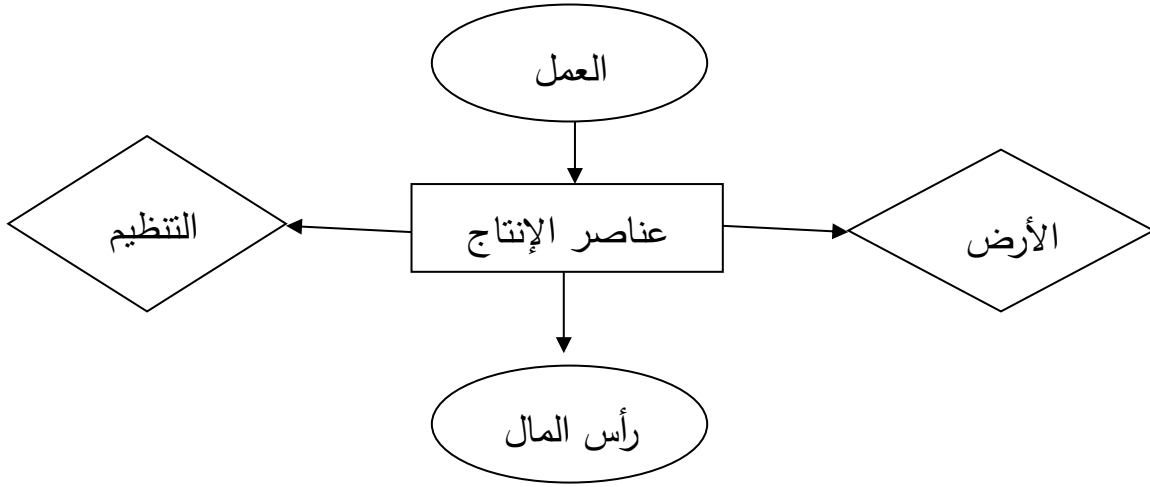 العمل
الأرض
عناصر الإنتاج
التنظيم
رأس المال